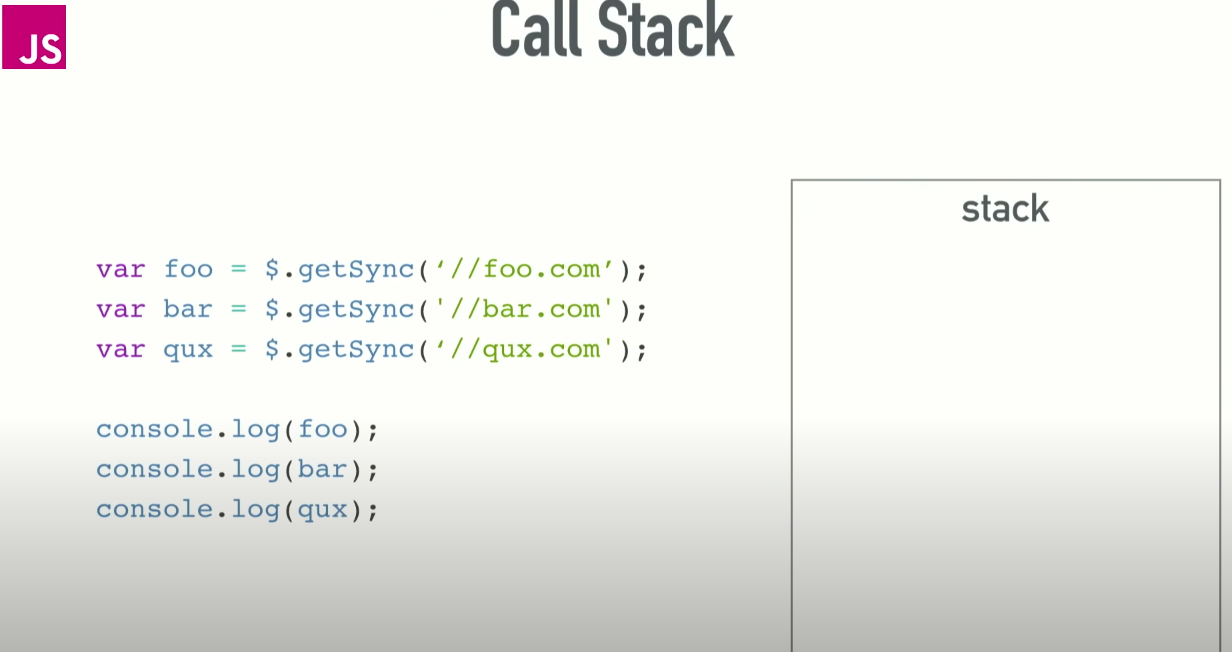 JS
Call Stack
stack
var foo = $.getSync(‘//foo.com’);
var bar = $.getSync('//bar.com');
var qux = $.getSync(‘//qux.com');
console.log(foo);
console.log(bar);
console.log(qux);